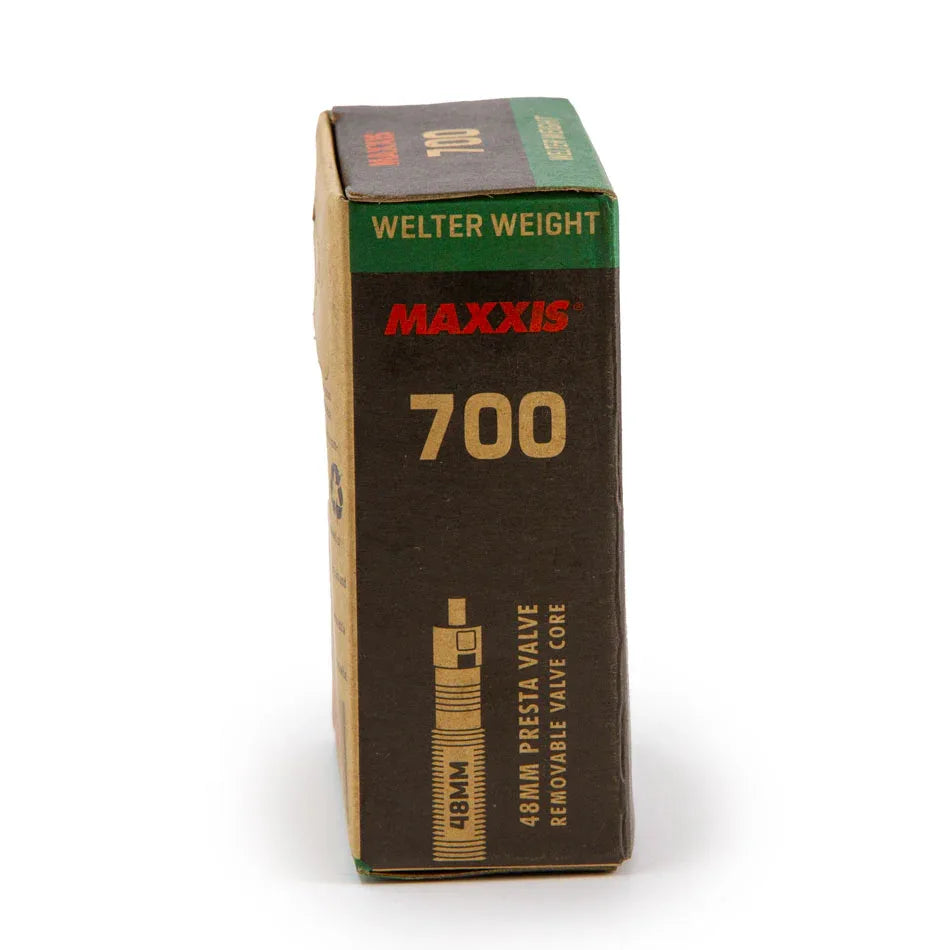 MAXXIS
700
WELTER WEIGHT
WELTER WEIGHT
MAXXIS®
700
48MM
48MM PRESTA VALVE
REMOVABLE VALVE CORE